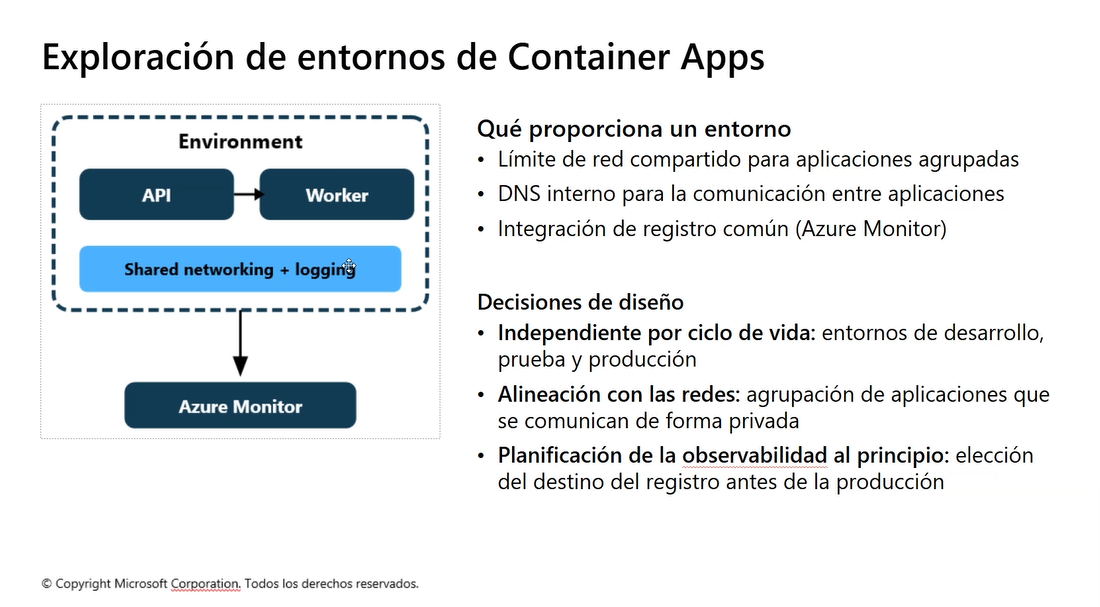 Exploración de entornos de Container Apps
Environment
API
Worker
Shared networking + logging
Azure Monitor
Qué proporciona un entorno
• Límite de red compartido para aplicaciones agrupadas
• DNS interno para la comunicación entre aplicaciones
• Integración de registro común (Azure Monitor)
Decisiones de diseño
• Independiente por ciclo de vida: entornos de desarrollo,
prueba y producción
• Alineación con las redes: agrupación de aplicaciones que
se comunican de forma privada
• Planificación de la observabilidad al principio: elección
del destino del registro antes de la producción
© Copyright Microsoft Corporation. Todos los derechos reservados.